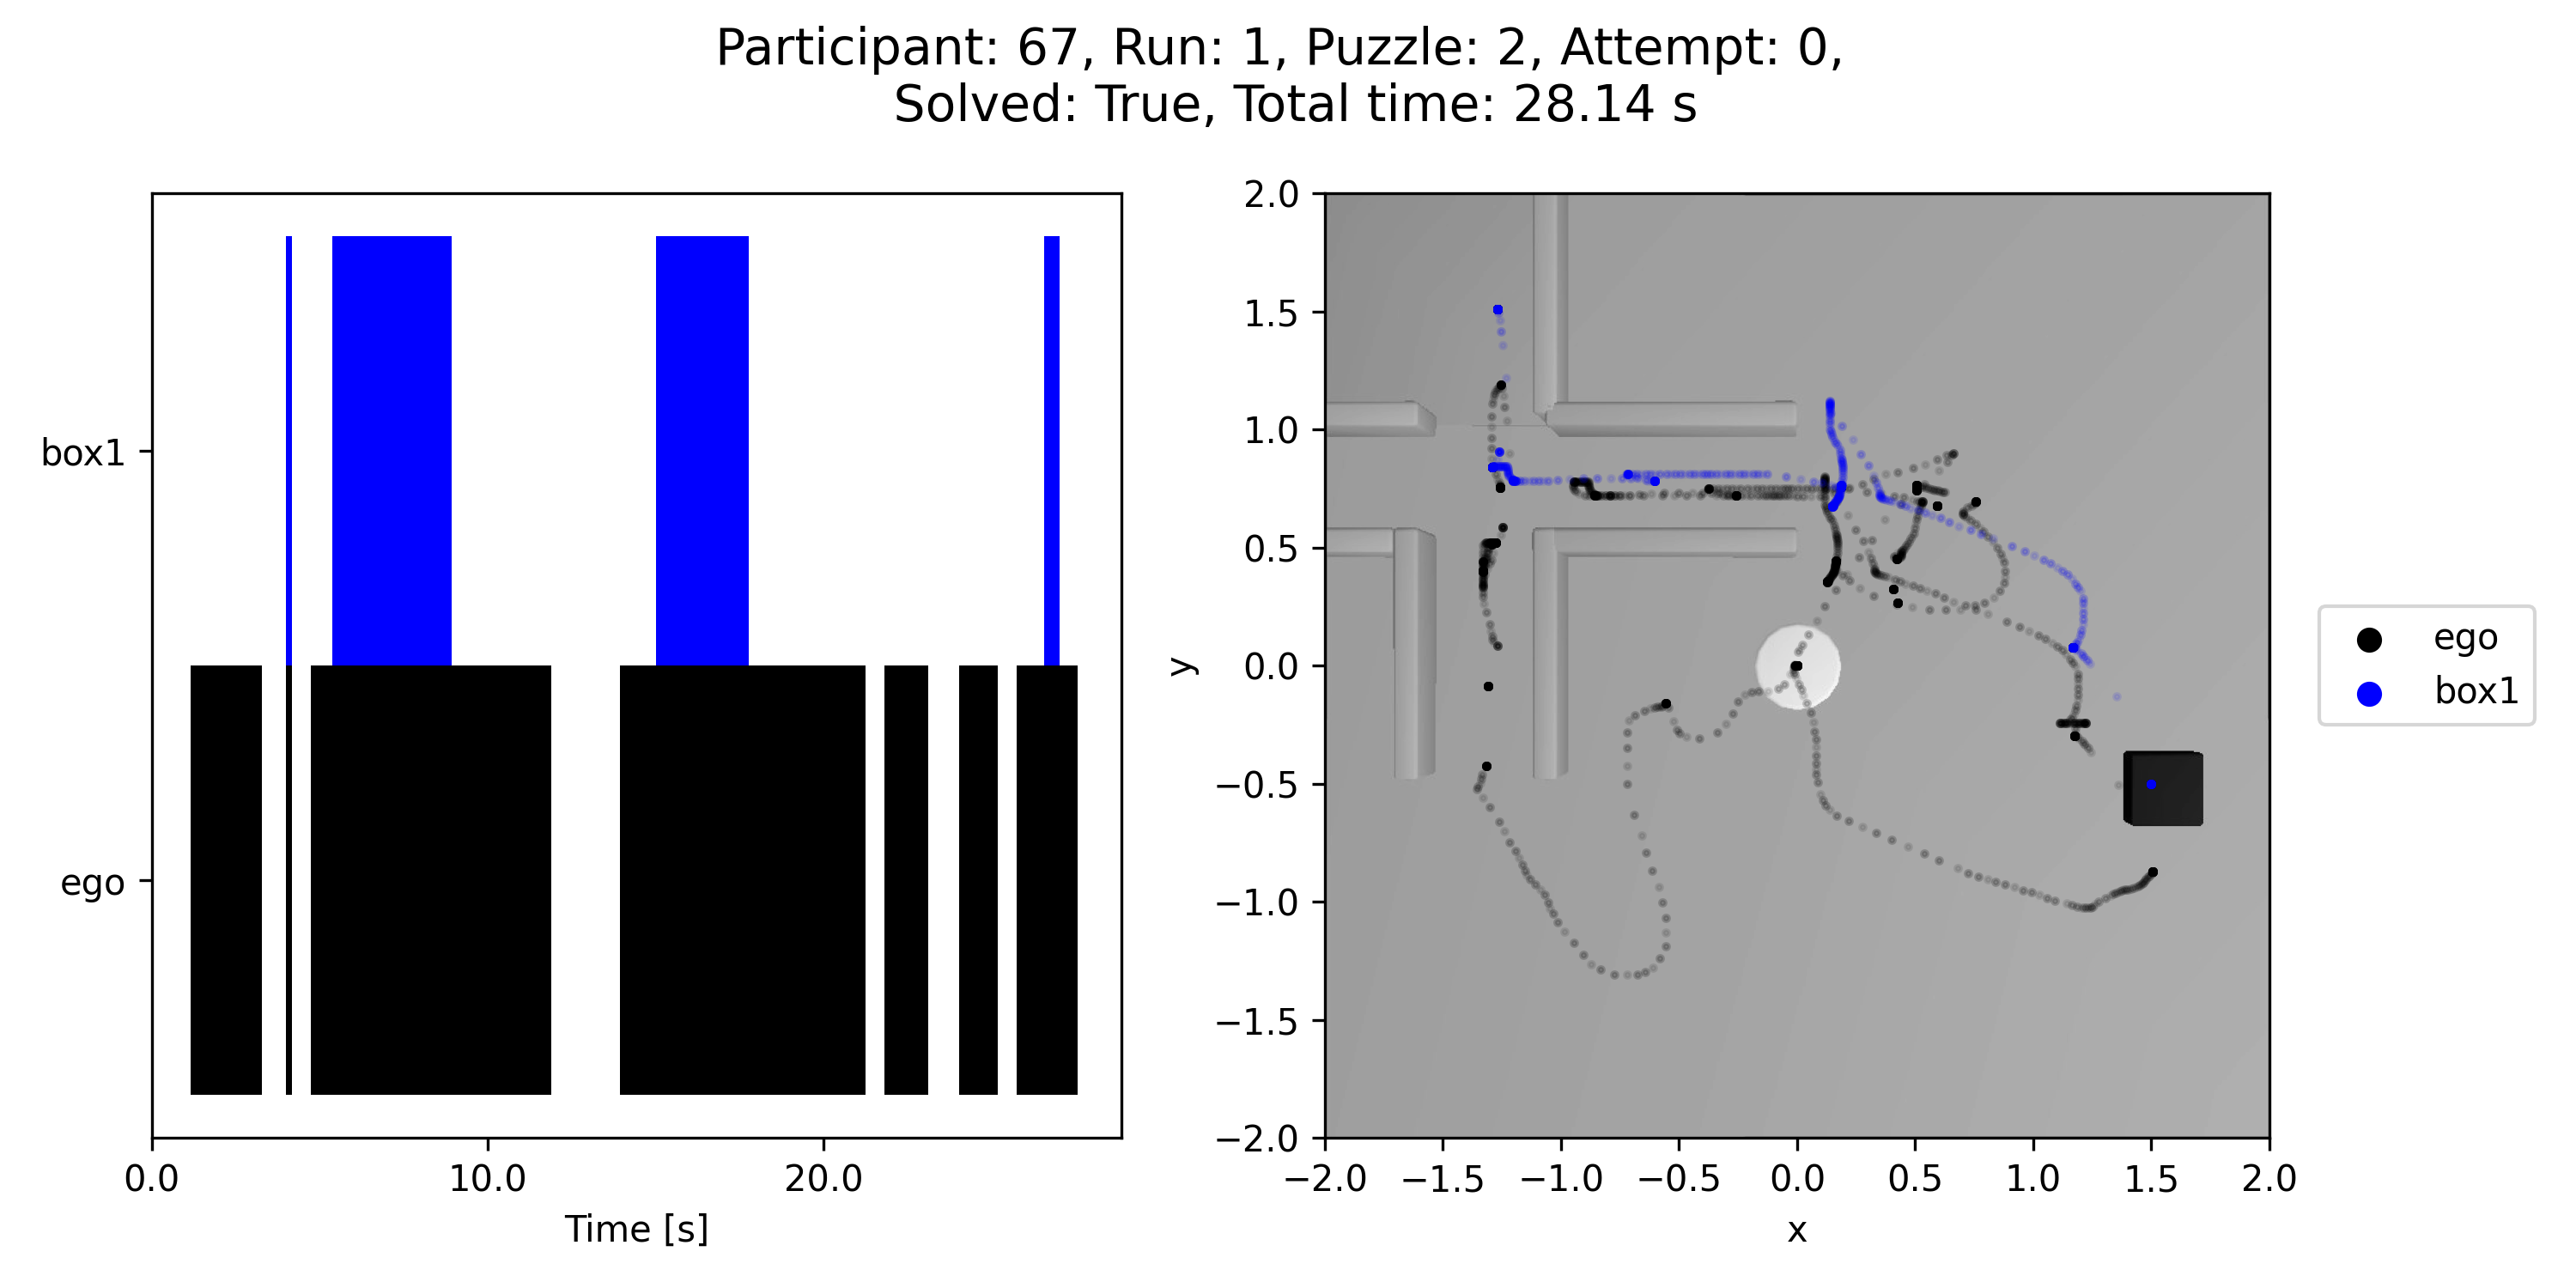 Participant: 67, Run: 1, Puzzle: 2, Attempt: 0,
Solved: True, Total time: 28.14 s
box1
ego
0.0 10.0 20.0
Time [s]
2.0
1.5
1.0
0.5
0.0
−0.5
−1.0
−1.5
−2.0
y
−2.0 −1.5 −1.0 −0.5 0.0 0.5 1.0 1.5 2.0
x
ego
box1